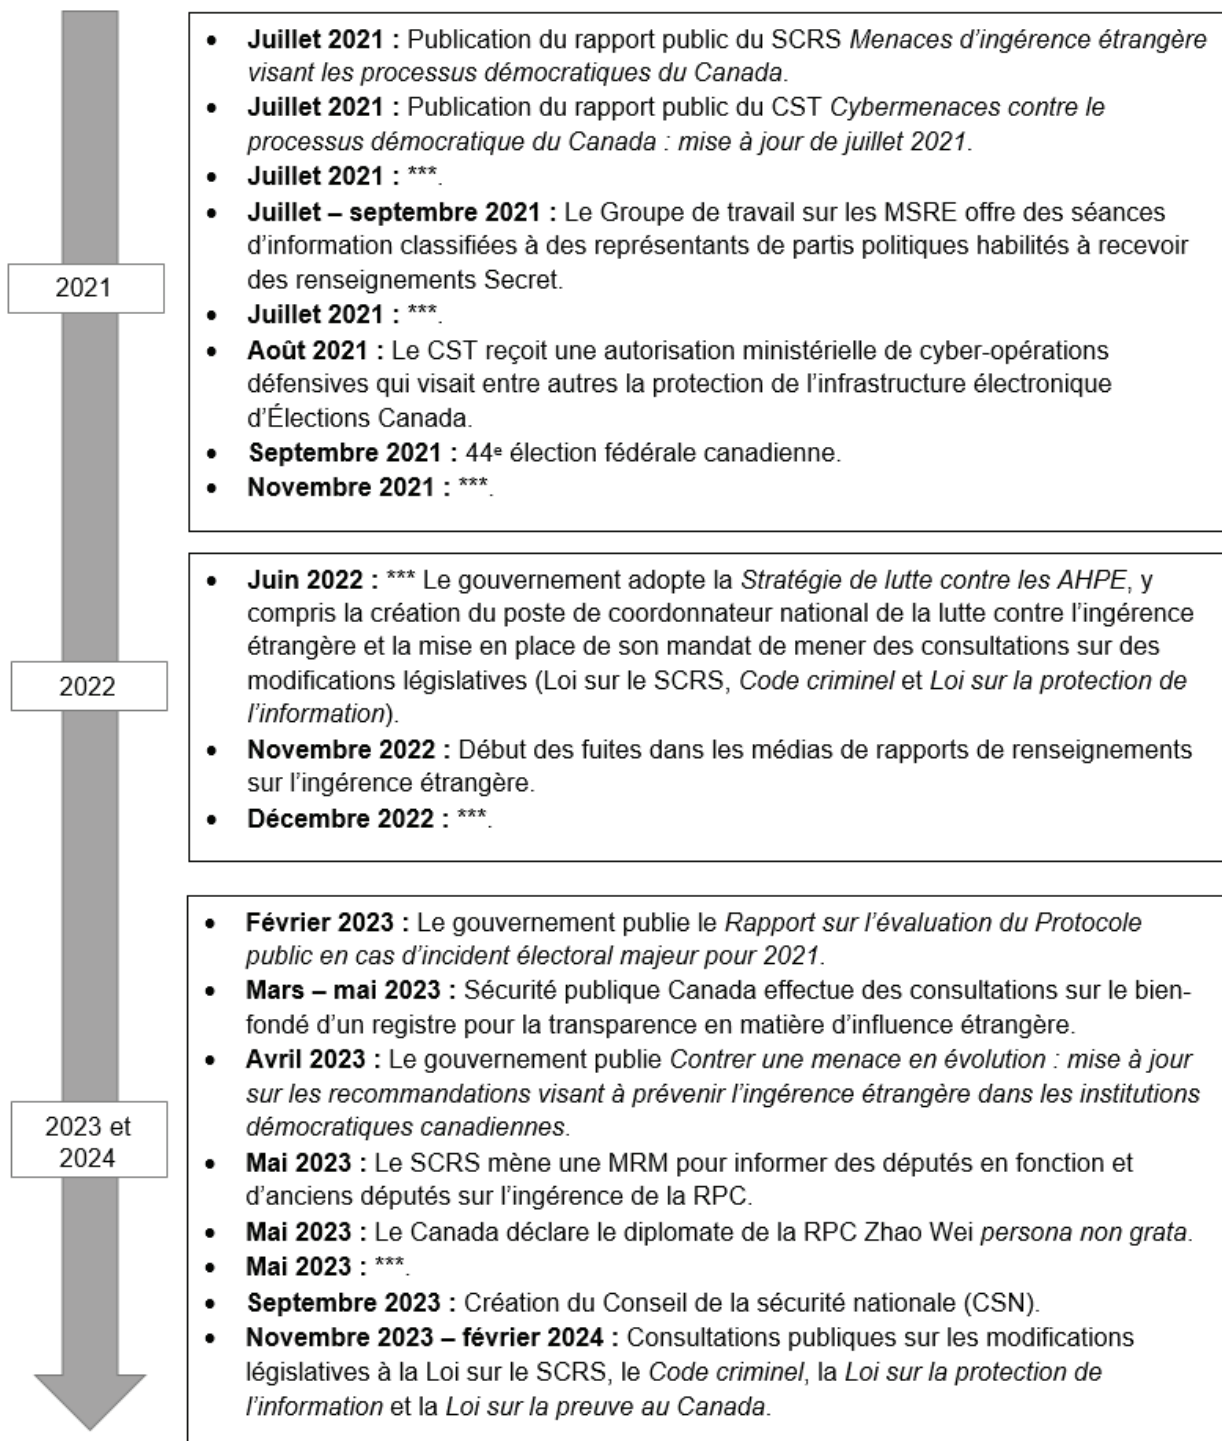 • Juillet 2021 : Publication du rapport public du SCRS Menaces d’ingérence étrangère
visant les processus démocratiques du Canada.
• Juillet 2021 : Publication du rapport public du CST Cybermenaces contre le
processus démocratique du Canada : mise à jour de juillet 2021.
• Juillet 2021 : ***.
• Juillet – septembre 2021 : Le Groupe de travail sur les MSRE offre des séances
d’information classifiées à des représentants de partis politiques habilités à recevoir
des renseignements Secret.
2021
• Juillet 2021 : ***.
• Août 2021 : Le CST reçoit une autorisation ministérielle de cyber-opérations
défensives qui visait entre autres la protection de l’infrastructure électronique
d’Élections Canada.
• Septembre 2021 : 44e élection fédérale canadienne.
• Novembre 2021 : ***.
• Juin 2022 : *** Le gouvernement adopte la Stratégie de lutte contre les AHPE, y
compris la création du poste de coordonnateur national de la lutte contre l’ingérence
étrangère et la mise en place de son mandat de mener des consultations sur des
modifications législatives (Loi sur le SCRS, Code criminel et Loi sur la protection de
2022
l’information).
• Novembre 2022 : Début des fuites dans les médias de rapports de renseignements
sur l’ingérence étrangère.
• Décembre 2022 : ***.
• Février 2023 : Le gouvernement publie le Rapport sur l’évaluation du Protocole
public en cas d’incident électoral majeur pour 2021.
• Mars – mai 2023 : Sécurité publique Canada effectue des consultations sur le bien-
fondé d’un registre pour la transparence en matière d’influence étrangère.
• Avril 2023 : Le gouvernement publie Contrer une menace en évolution : mise à jour
sur les recommandations visant à prévenir l’ingérence étrangère dans les institutions
démocratiques canadiennes.
2023 et
2024
• Mai 2023 : Le SCRS mène une MRM pour informer des députés en fonction et
d’anciens députés sur l’ingérence de la RPC.
• Mai 2023 : Le Canada déclare le diplomate de la RPC Zhao Wei persona non grata.
• Mai 2023 : ***.
• Septembre 2023 : Création du Conseil de la sécurité nationale (CSN).
• Novembre 2023 – février 2024 : Consultations publiques sur les modifications
législatives à la Loi sur le SCRS, le Code criminel, la Loi sur la protection de
l’information et la Loi sur la preuve au Canada.